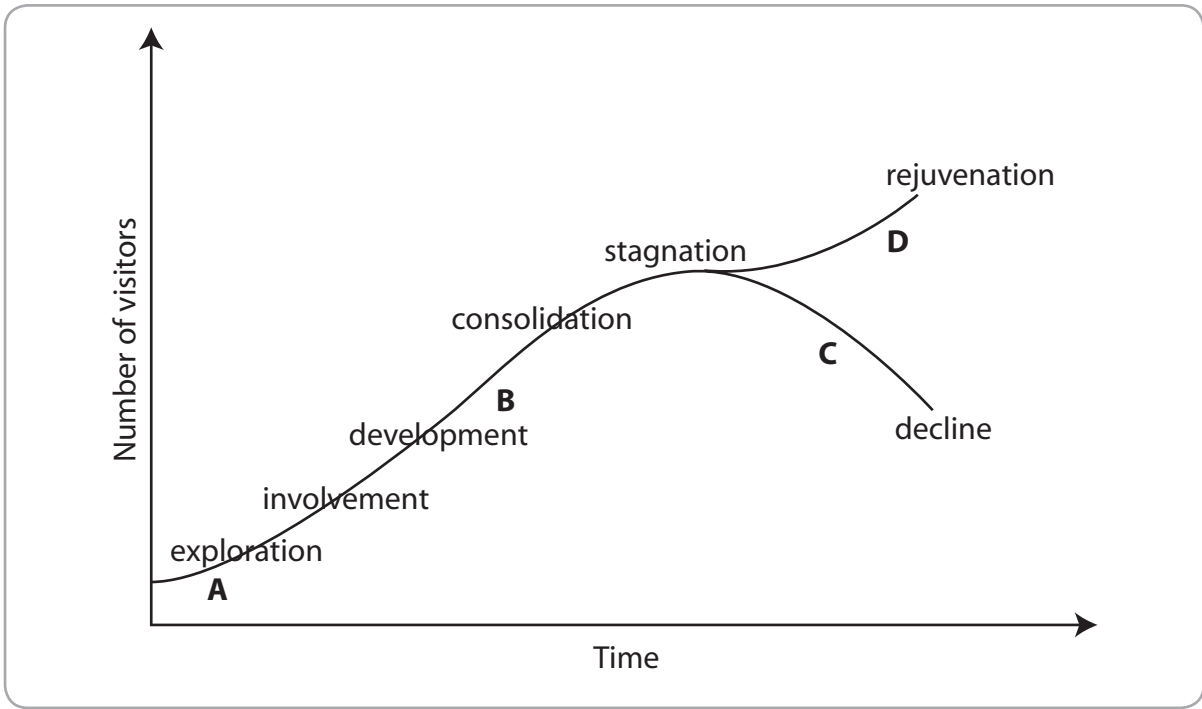 rejuvenation
D
stagnation
consolidation
C
B
development
decline
involvement
exploration
A
Number of visitors
Time